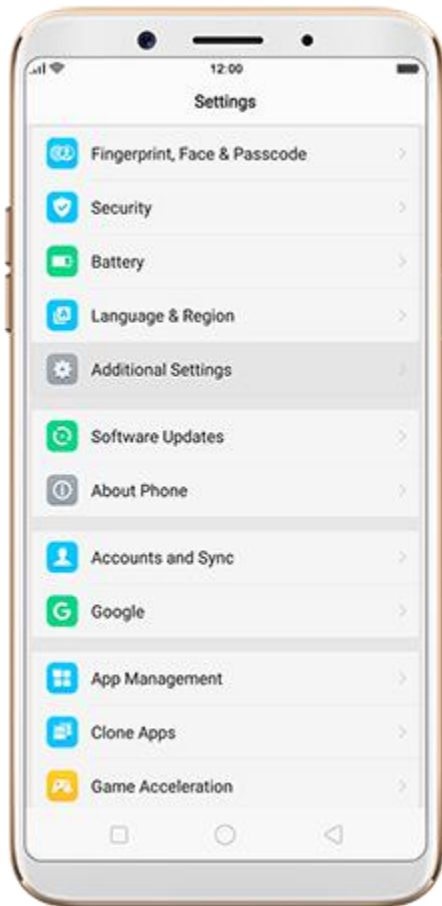 12:00
Settings
Fingerprint, Face & Passcode
Security
Battery
Language & Region
Additional Settings
Software Updates
About Phone
Accounts and Sync
Google
App Management
Clone Apps
Game Acceleration